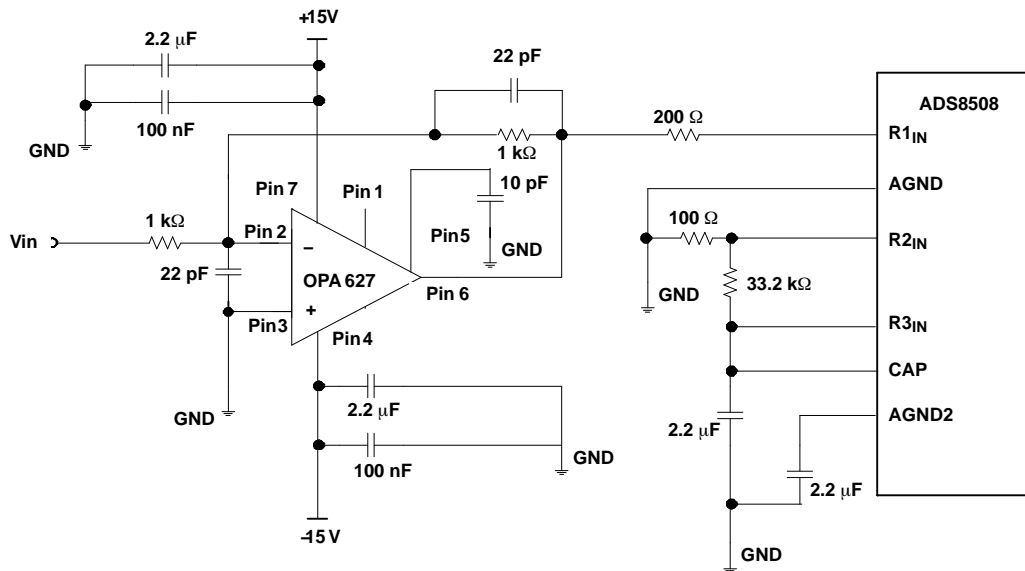 +15V
2.2 μF
100 nF
GND
22 pF
1 kΩ
200 Ω
ADS8508
R1IN
AGND
R2IN
R3IN
CAP
AGND2
Pin 7
Pin 1
10 pF
Pin5
GND
Vin
1 kΩ
Pin 2
22 pF
–
OPA 627
+
Pin3
Pin 6
Pin4
GND
100 Ω
GND
33.2 kΩ
2.2 μF
100 nF
GND
–15 V
2.2 μF
2.2 μF
GND